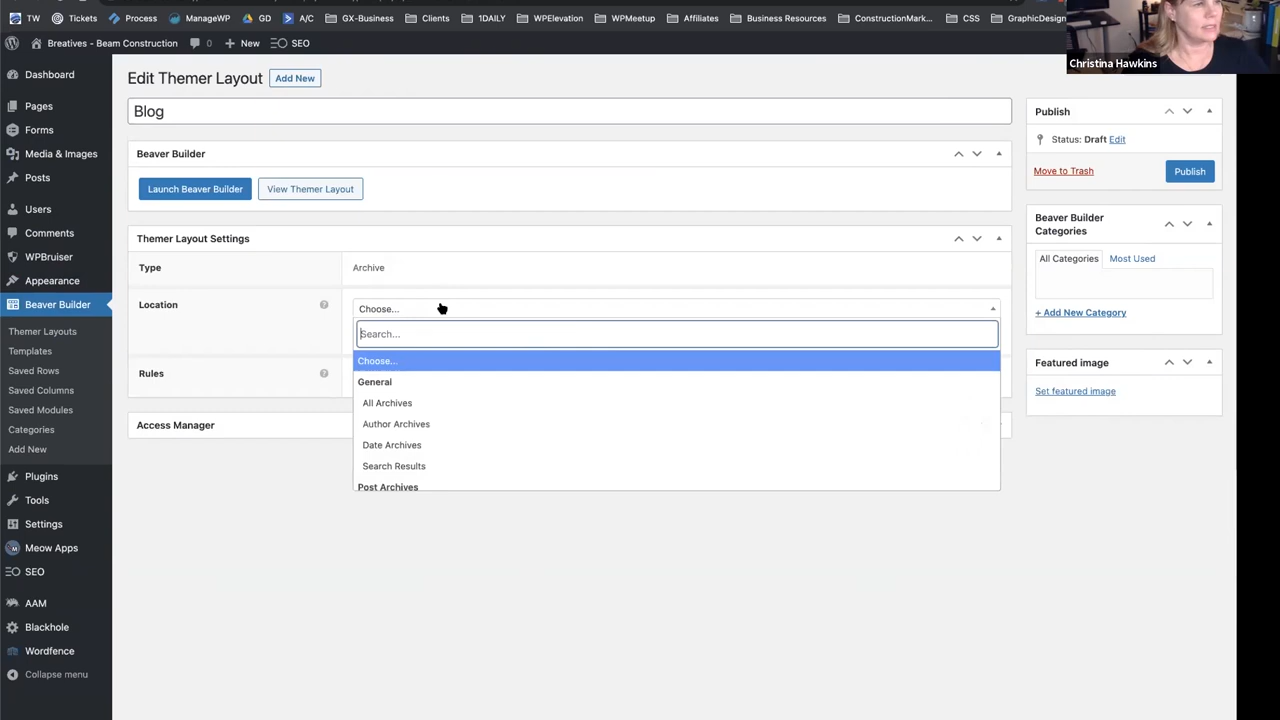 TW Tickets Process ManageWP GD A/C GX-Business Clients 1DAILY WPElevation WPMeetup Affiliates Business Resources ConstructionMark... CSS GraphicDesign
Christina Hawkins
Breatives - Beam Construction 0 New SEO
Dashboard
Pages
Forms
Media & Images
Posts
Users
Comments
WPBruiser
Appearance
Beaver Builder
Themer Layouts
Templates
Saved Rows
Saved Columns
Saved Modules
Categories
Add New
Plugins
Tools
Settings
Meow Apps
SEO
AAM
Blackhole
Wordfence
Collapse menu
Edit Themer Layout Add New
Blog
Beaver Builder
Launch Beaver Builder View Themer Layout
Themer Layout Settings
Type Archive
Location ? Choose...
Search...
Choose...
General
All Archives
Author Archives
Date Archives
Search Results
Post Archives
Rules ?
Access Manager
Publish
Status: Draft Edit
Move to Trash Publish
Beaver Builder
Categories
All Categories Most Used
+ Add New Category
Featured image
Set featured image